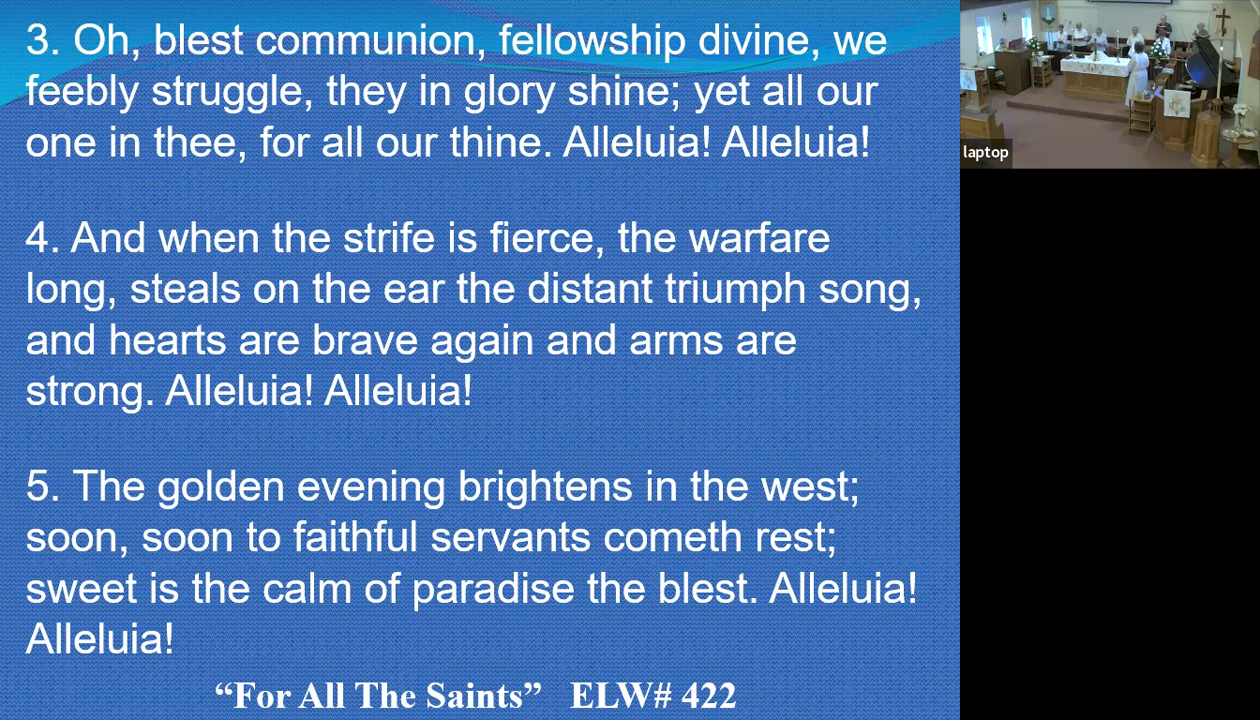 3. Oh, blest communion, fellowship divine, we
feebly struggle, they in glory shine; yet all our
one in thee, for all our thine. Alleluia! Alleluia!
4. And when the strife is fierce, the warfare
long, steals on the ear the distant triumph song,
and hearts are brave again and arms are
strong. Alleluia! Alleluia!
5. The golden evening brightens in the west;
soon, soon to faithful servants cometh rest;
sweet is the calm of paradise the blest. Alleluia!
Alleluia!
“For All The Saints” ELW# 422
laptop